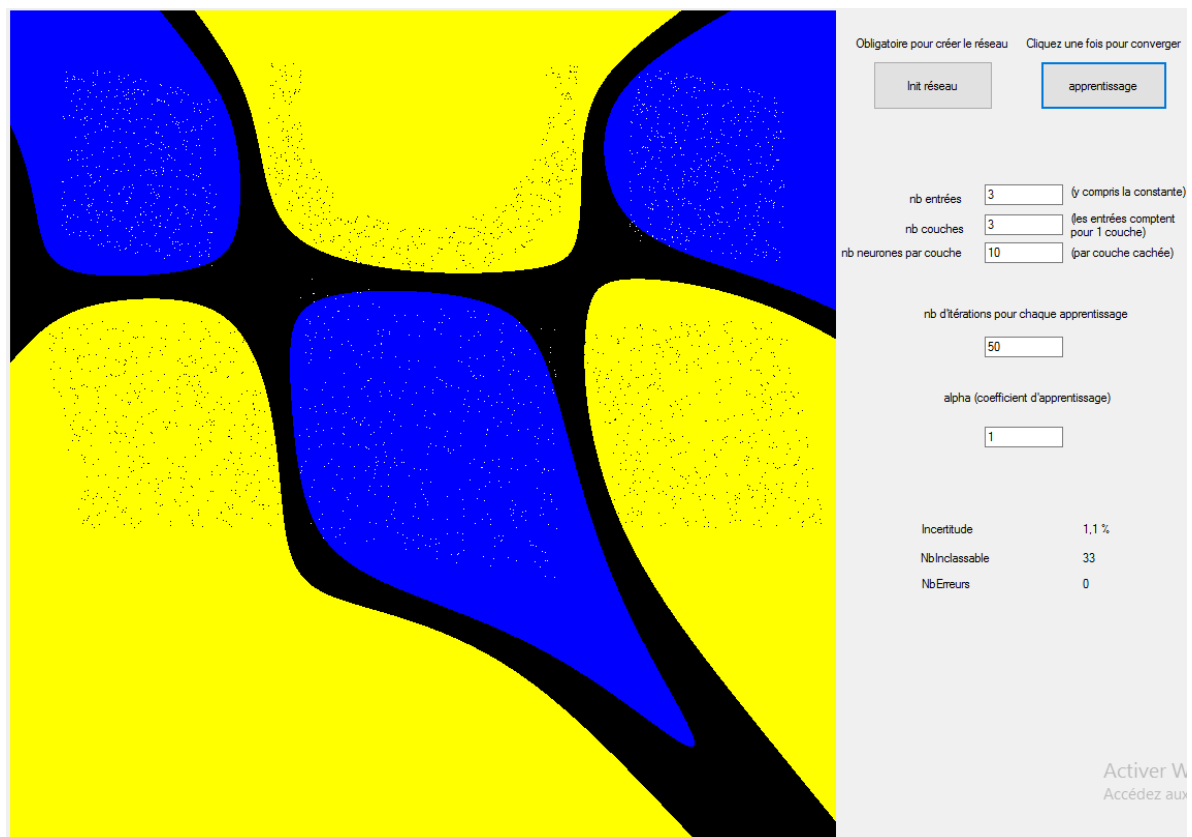 Obligatoire pour créer le réseau
Cliquez une fois pour converger
Init réseau
apprentissage
nb entrées
3
(y compris la constante)
nb couches
3
(les entrées comptent
pour 1 couche)
nb neurones par couche
10
(par couche cachée)
nb d'itérations pour chaque apprentissage
50
alpha (coefficient d'apprentissage)
1
Incertitude
1,1 %
NbInclassable
33
NbErreurs
0
Activer W
Accédez aux